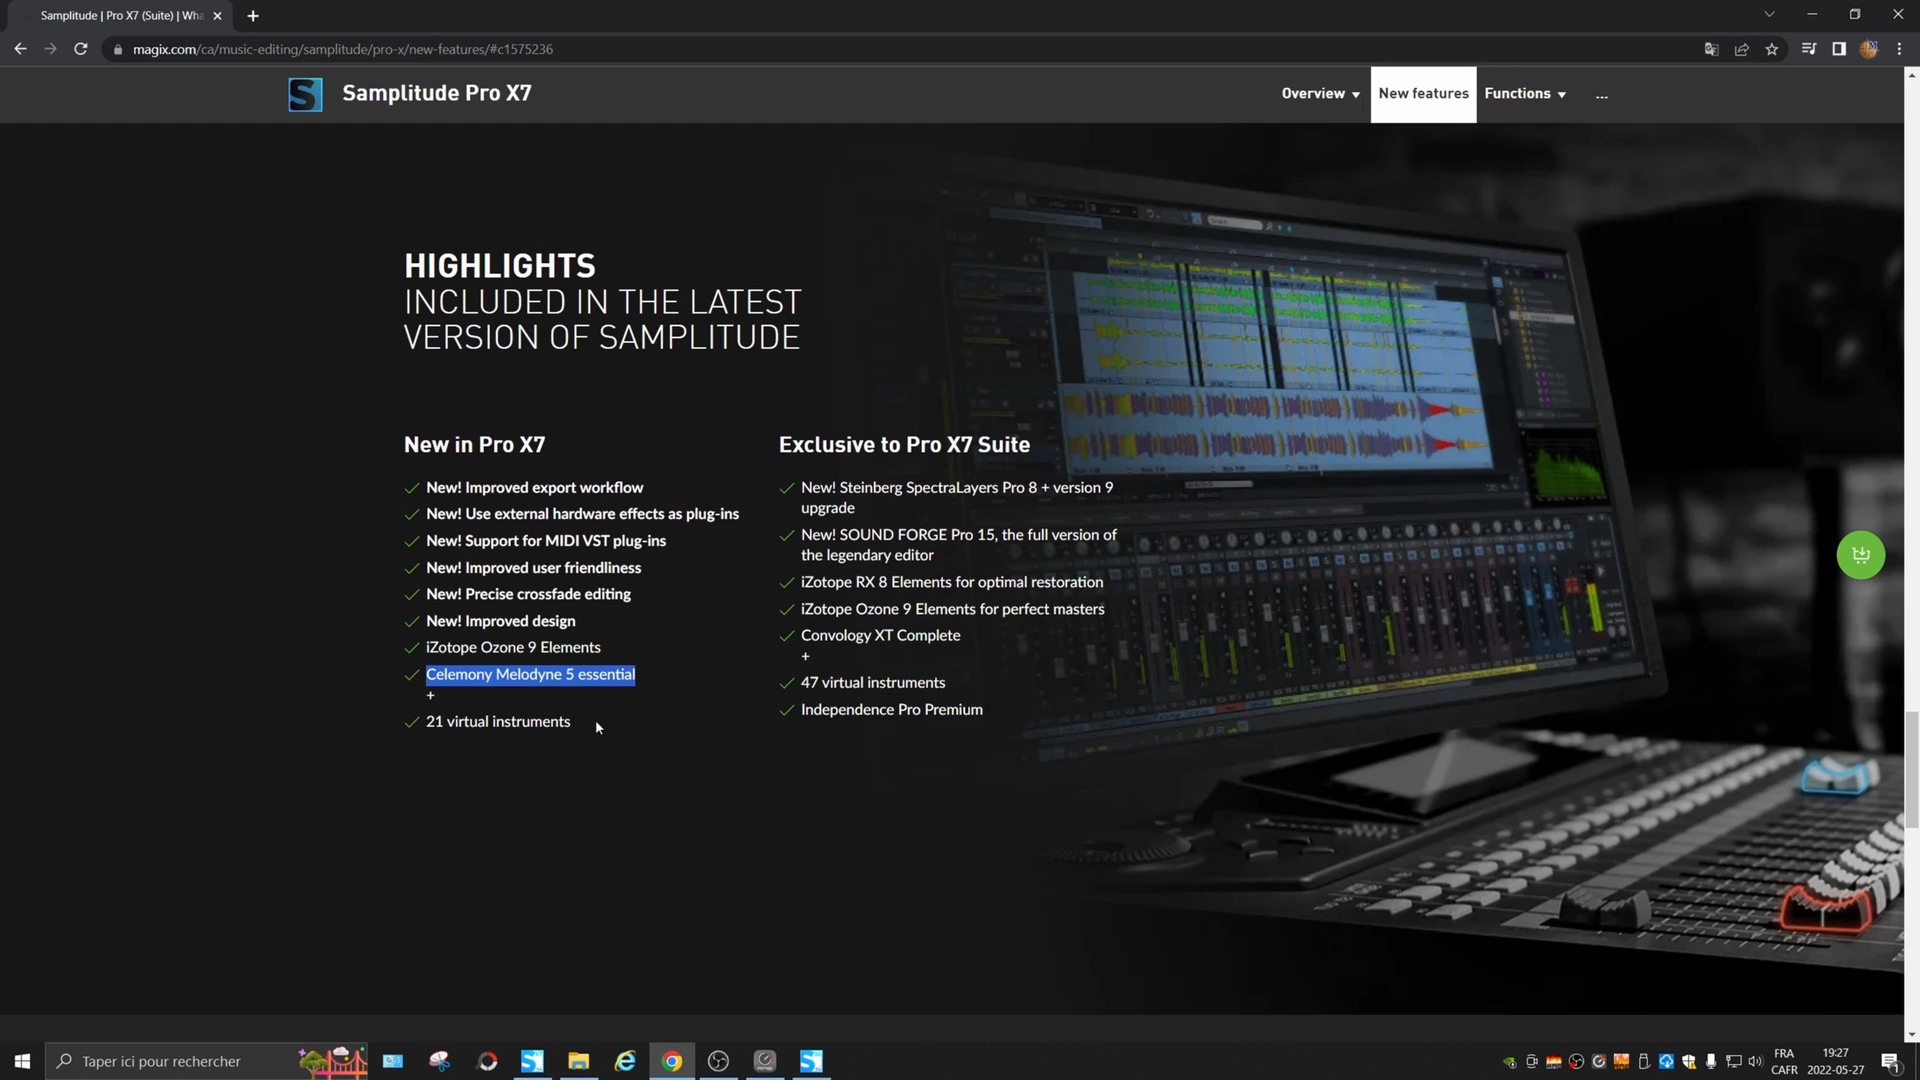 Samplitude | Pro X7 (Suite) | Wha
magix.com/ca/music-editing/samplitude/pro-x/new-features/#c1575236
Samplitude Pro X7
Overview
New features
Functions
...
HIGHLIGHTS
INCLUDED IN THE LATEST
VERSION OF SAMPLITUDE
New in Pro X7
New! Improved export workflow
New! Use external hardware effects as plug-ins
New! Support for MIDI VST plug-ins
New! Improved user friendliness
New! Precise crossfade editing
New! Improved design
iZotope Ozone 9 Elements
Celemony Melodyne 5 essential
+
21 virtual instruments
Exclusive to Pro X7 Suite
New! Steinberg SpectraLayers Pro 8 + version 9
upgrade
New! SOUND FORGE Pro 15, the full version of
the legendary editor
iZotope RX 8 Elements for optimal restoration
iZotope Ozone 9 Elements for perfect masters
Convology XT Complete
+
47 virtual instruments
Independence Pro Premium
Taper ici pour rechercher
FRA
CAFR
19:27
2022-05-27
1